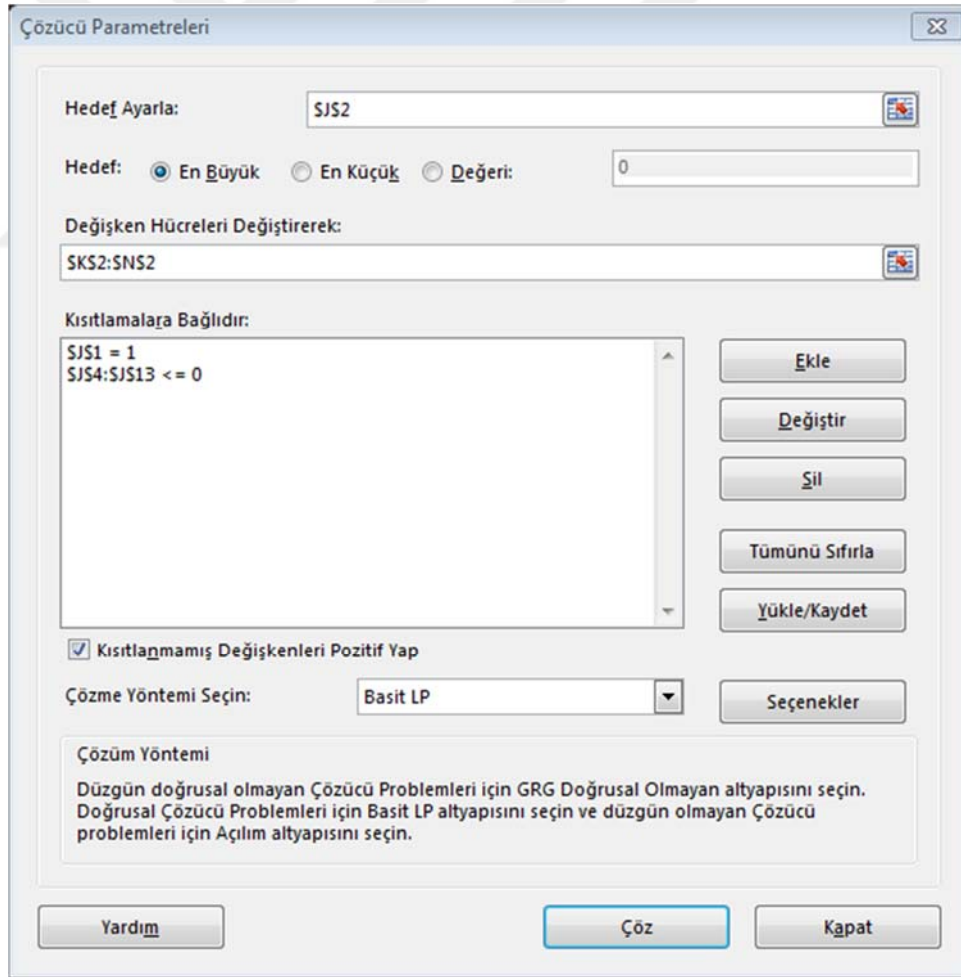 Çözücü Parametreleri
Hedef Ayarla: $J$2
Hedef: En Büyük En Küçük Değeri: 0
Değişken Hücreleri Değiştirerek:
$K$2:$N$2
Kısıtlamalara Bağlıdır:
$J$1 = 1
$J$4:$J$13 <= 0
Ekle
Değiştir
Sil
Tümünü Sıfırla
Yükle/Kaydet
Kısıtlanmamış Değişkenleri Pozitif Yap
Çözme Yöntemi Seçin: Basit LP Seçenekler
Çözüm Yöntemi
Düzgün doğrusal olmayan Çözücü Problemleri için GRG Doğrusal Olmayan altyapısını seçin.
Doğrusal Çözücü Problemleri için Basit LP altyapısını seçin ve düzgün olmayan Çözücü
problemleri için Açılım altyapısını seçin.
Yardım Çöz Kapat